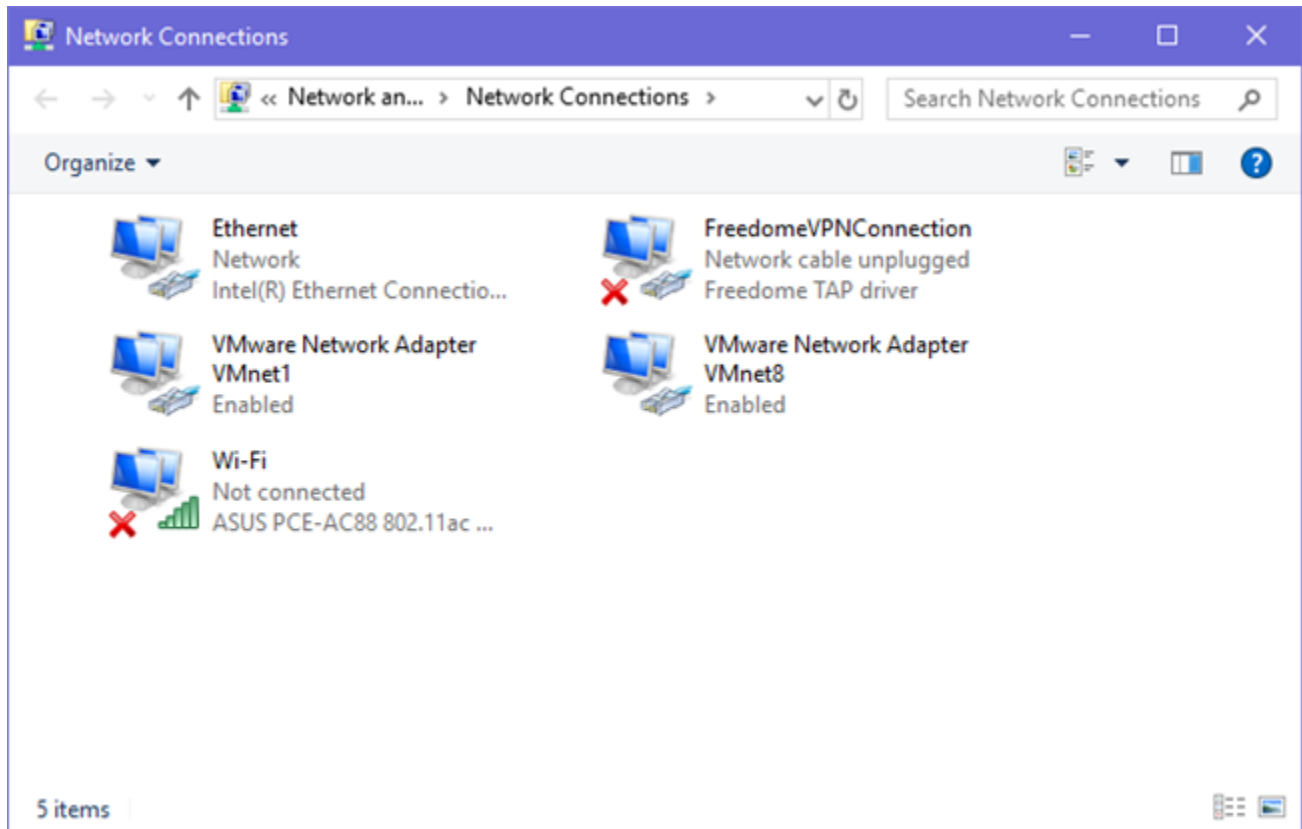 Network Connections
« Network an... › Network Connections ›
Search Network Connections
Organize
?
Ethernet
Network
Intel(R) Ethernet Connectio...
FreedomeVPNConnection
Network cable unplugged
Freedome TAP driver
VMware Network Adapter
VMnet1
Enabled
VMware Network Adapter
VMnet8
Enabled
Wi-Fi
Not connected
ASUS PCE-AC88 802.11ac ...
5 items